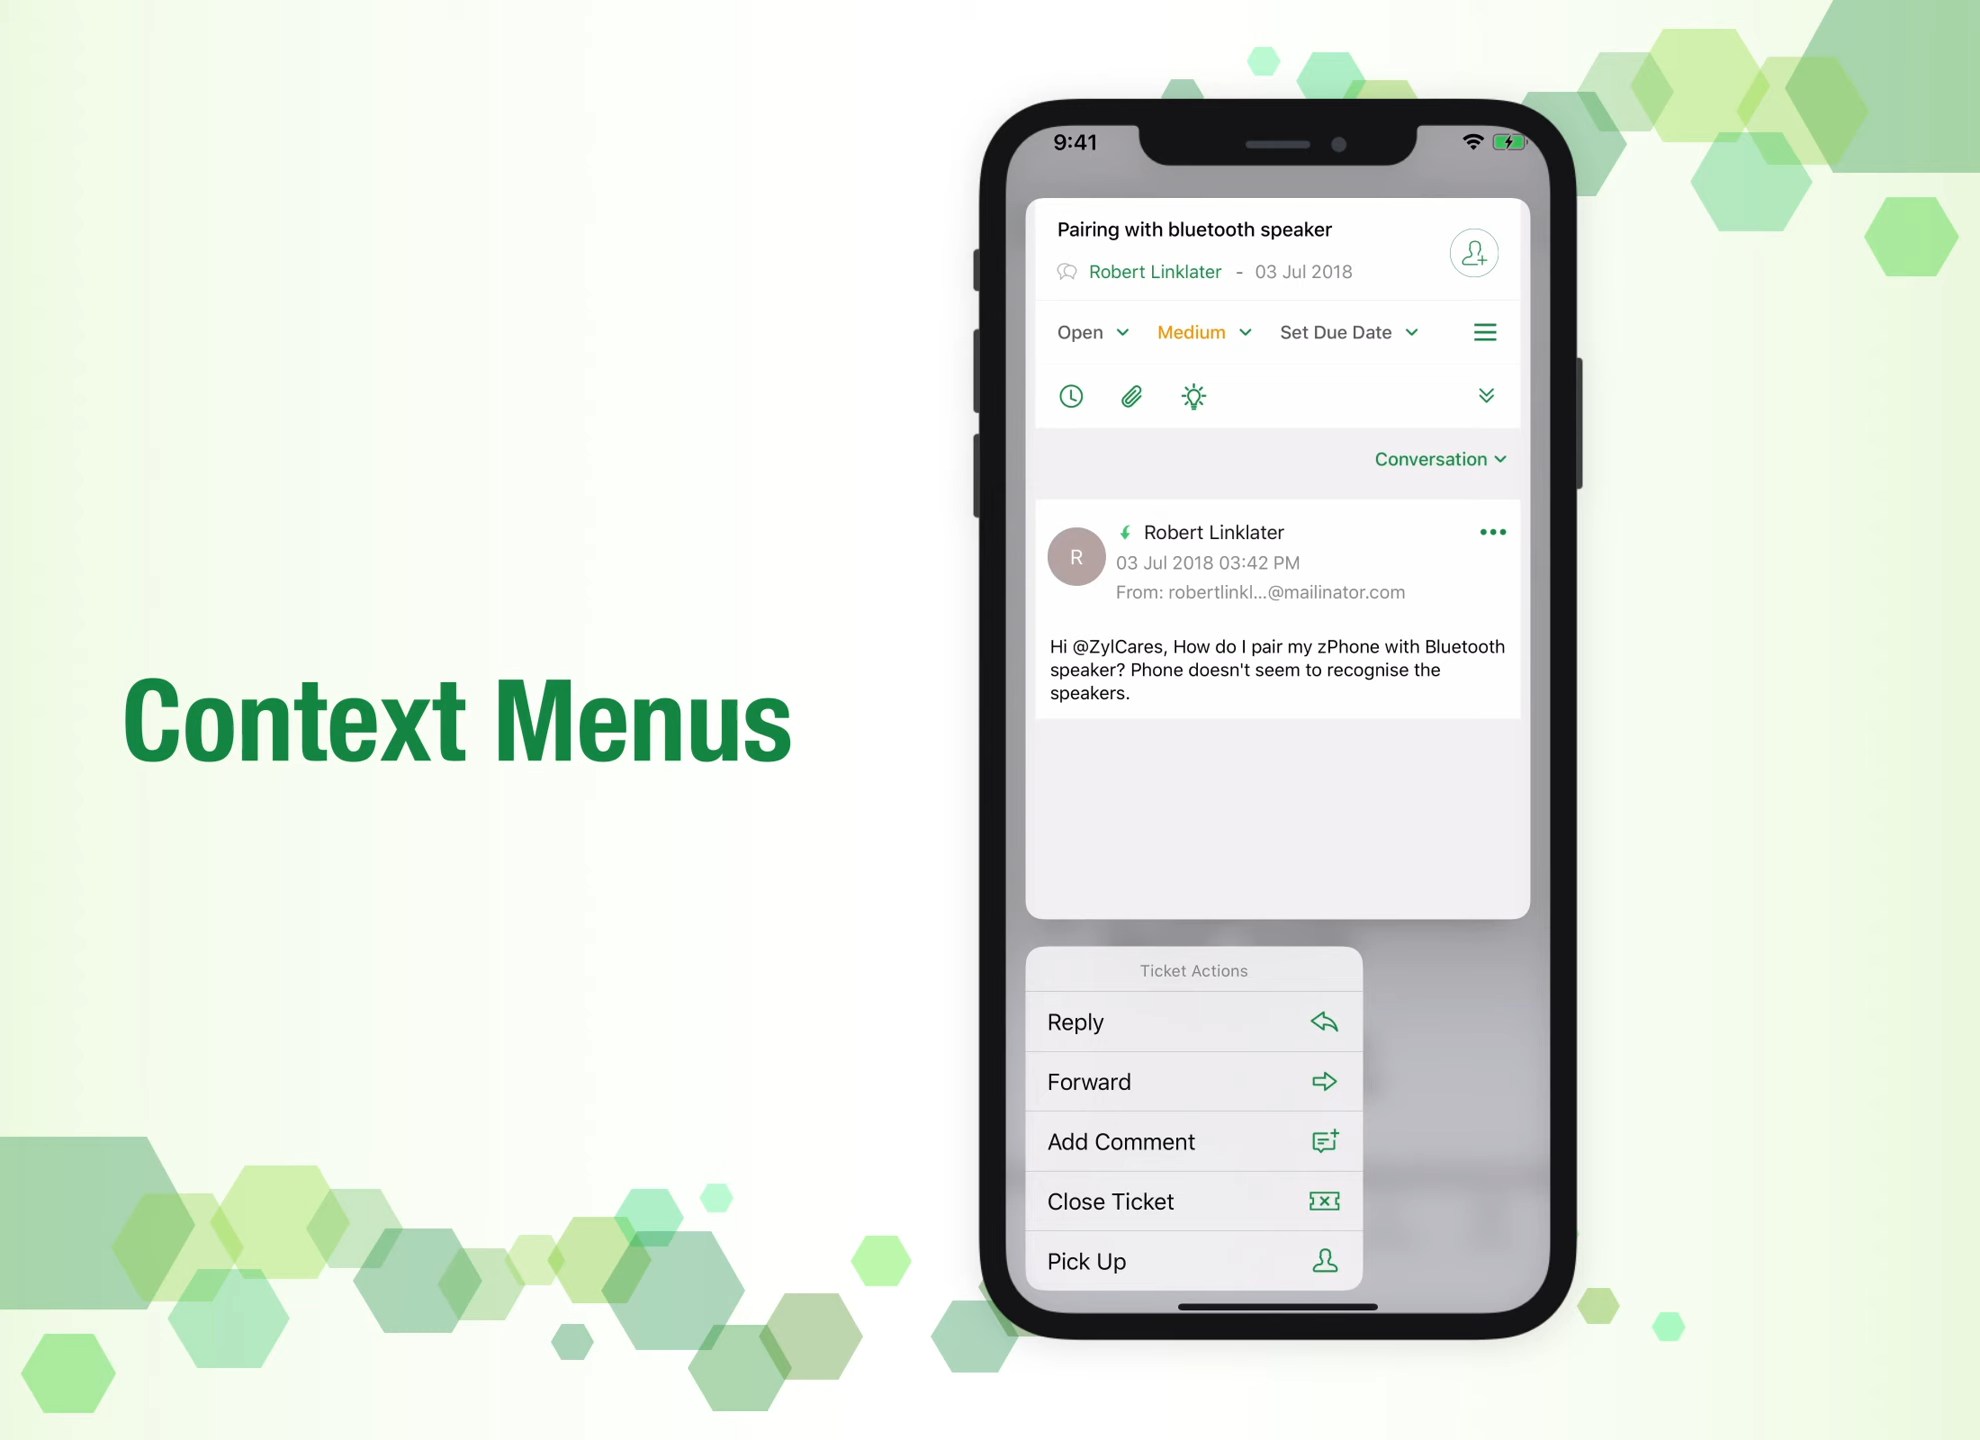 Context Menus
9:41
Pairing with bluetooth speaker
Robert Linklater - 03 Jul 2018
Open Medium Set Due Date
Conversation
R
Robert Linklater
03 Jul 2018 03:42 PM
From: robertlinkl...@mailinator.com
Hi @ZylCares, How do I pair my zPhone with Bluetooth
speaker? Phone doesn't seem to recognise the
speakers.
Ticket Actions
Reply
Forward
Add Comment
Close Ticket
Pick Up